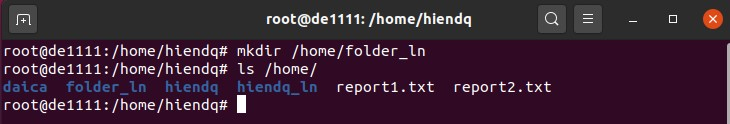 root@de1111: /home/hiendq
root@de1111:/home/hiendq# mkdir /home/folder_ln
root@de1111:/home/hiendq# ls /home/
daica  folder_ln  hiendq  hiendq_ln  report1.txt  report2.txt
root@de1111:/home/hiendq#